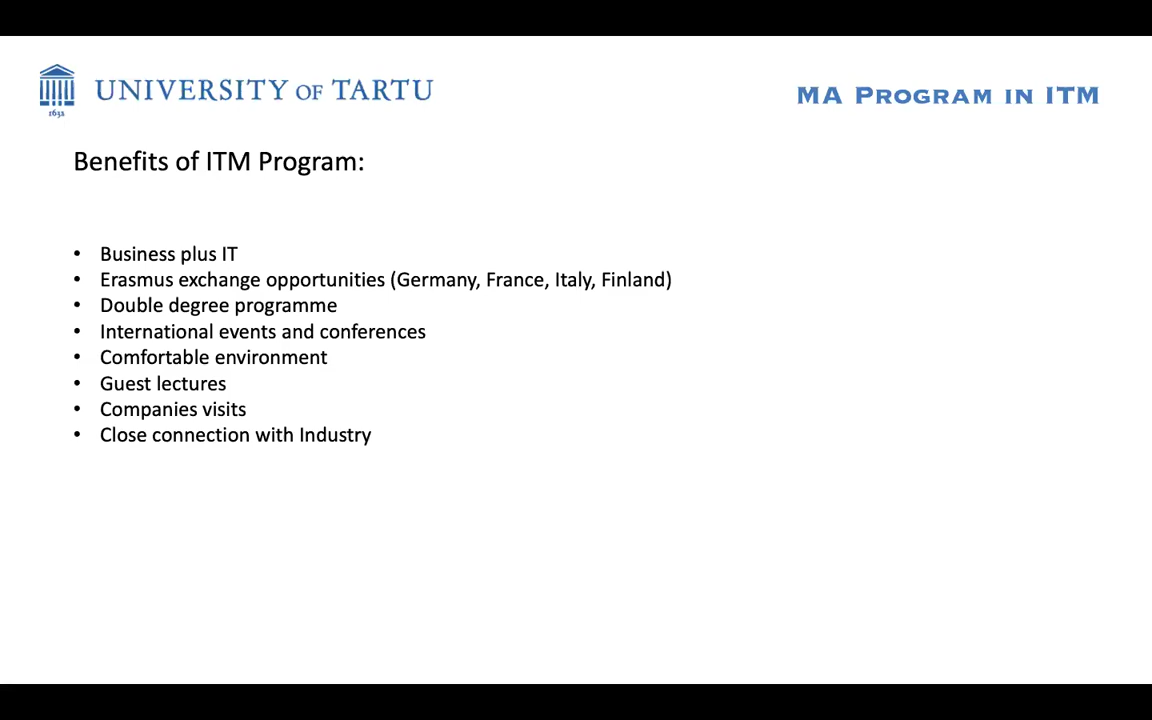 UNIVERSITY OF TARTU
1632
MA PROGRAM IN ITM
Benefits of ITM Program:
• Business plus IT
• Erasmus exchange opportunities (Germany, France, Italy, Finland)
• Double degree programme
• International events and conferences
• Comfortable environment
• Guest lectures
• Companies visits
• Close connection with Industry